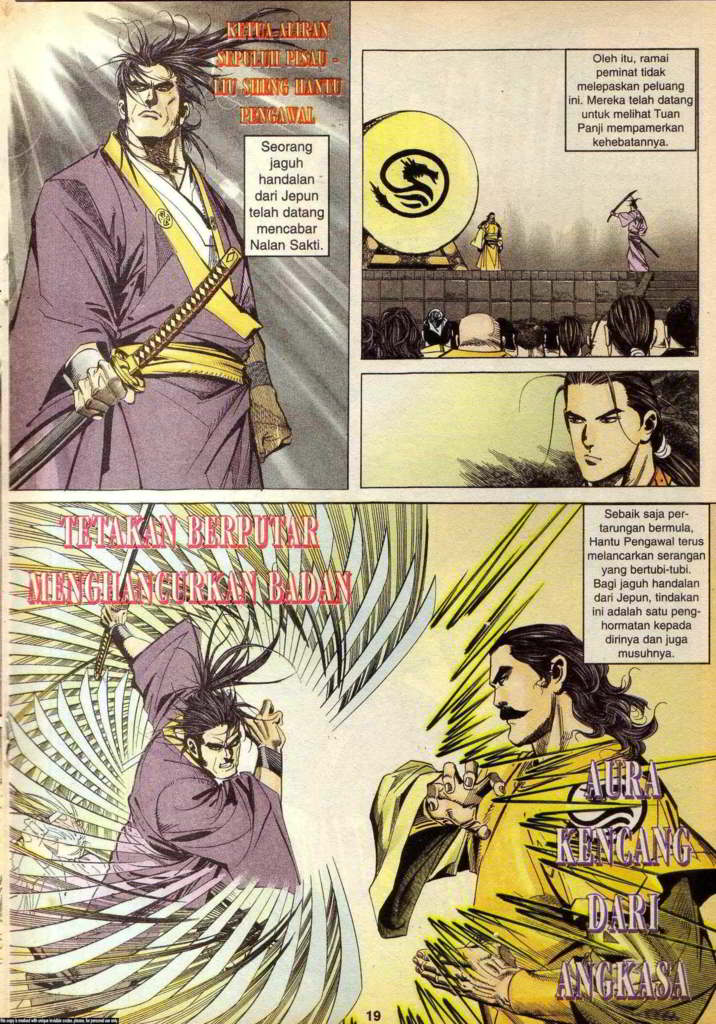 KETUA ALIRAN
SEPULUH PISAU -
LIU SHENG HANTU
PENGAWAL
Seorang
jaguh
handalan
dari Jepun
telah datang
mencabar
Nalan Sakti.
Oleh itu, ramai
peminat tidak
melepaskan peluang
ini. Mereka telah datang
untuk melihat Tuan
Panji mempamerkan
kehebatannya.
TETAKAN BERPUTAR
MENGHANCURKAN BADAN
Sebaik saja per-
tarungan bermula,
Hantu Pengawal terus
melancarkan serangan
yang bertubi-tubi.
Bagi jaguh handalan
dari Jepun, tindakan
ini adalah satu peng-
hormatan kepada
dirinya dan juga
musuhnya.
AURA
KENCANG
DARI
ANGKASA
19